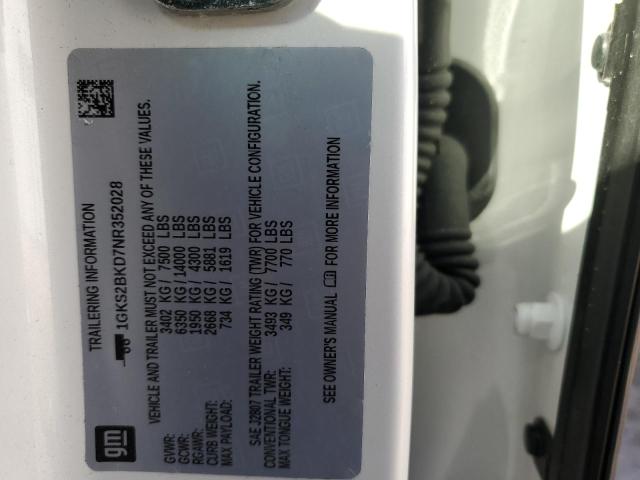 gm
TRAILERING INFORMATION
1GKS2BKD7NR352028
VEHICLE AND TRAILER MUST NOT EXCEED ANY OF THESE VALUES.
GVWR: 3402 KG / 7500 LBS
GCWR: 6350 KG / 14000 LBS
RGAWR: 1950 KG / 4300 LBS
CURB WEIGHT: 2668 KG / 5881 LBS
MAX PAYLOAD: 734 KG / 1619 LBS
SAE J2807 TRAILER WEIGHT RATING (TWR) FOR VEHICLE CONFIGURATION.
CONVENTIONAL TWR: 3493 KG / 7700 LBS
MAX TONGUE WEIGHT: 349 KG / 770 LBS
SEE OWNER'S MANUAL FOR MORE INFORMATION